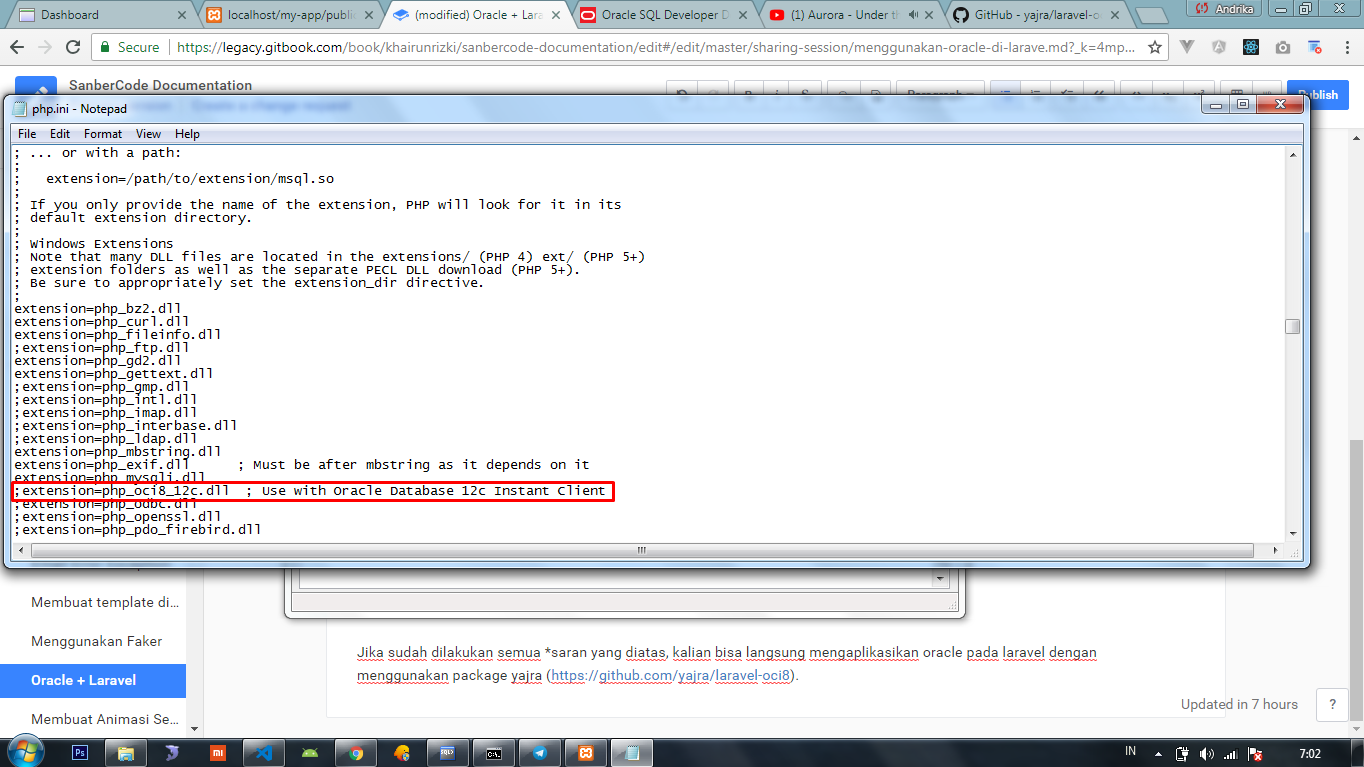 Dashboard
localhost/my-app/public
(modified) Oracle + Lara
Oracle SQL Developer D
(1) Aurora - Under th
GitHub - yajra/laravel-oc
Andrika
Secure
https://legacy.gitbook.com/book/khairunrizki/sanbercode-documentation/edit#/edit/master/sharing-session/menggunakan-oracle-di-larave.md?_k=4mp...
SanberCode Documentation
Publish
php.ini - Notepad
File Edit Format View Help
; ... or with a path:
;
;   extension=/path/to/extension/msql.so
;
; If you only provide the name of the extension, PHP will look for it in its
; default extension directory.
;
; Windows Extensions
; Note that many DLL files are located in the extensions/ (PHP 4) ext/ (PHP 5+)
; extension folders as well as the separate PECL DLL download (PHP 5+).
; Be sure to appropriately set the extension_dir directive.
;
extension=php_bz2.dll
extension=php_curl.dll
extension=php_fileinfo.dll
;extension=php_ftp.dll
extension=php_gd2.dll
extension=php_gettext.dll
;extension=php_gmp.dll
;extension=php_intl.dll
;extension=php_imap.dll
;extension=php_interbase.dll
;extension=php_ldap.dll
extension=php_mbstring.dll
extension=php_exif.dll      ; Must be after mbstring as it depends on it
extension=php_mysqli.dll
;extension=php_oci8_12c.dll  ; Use with Oracle Database 12c Instant Client
;extension=php_odbc.dll
;extension=php_openssl.dll
;extension=php_pdo_firebird.dll
Membuat template di...
Menggunakan Faker
Oracle + Laravel
Membuat Animasi Se...
Jika sudah dilakukan semua *saran yang diatas, kalian bisa langsung mengaplikasikan oracle pada laravel dengan
menggunakan package yajra (https://github.com/yajra/laravel-oci8).
Updated in 7 hours
?
Ps
IN
7:02